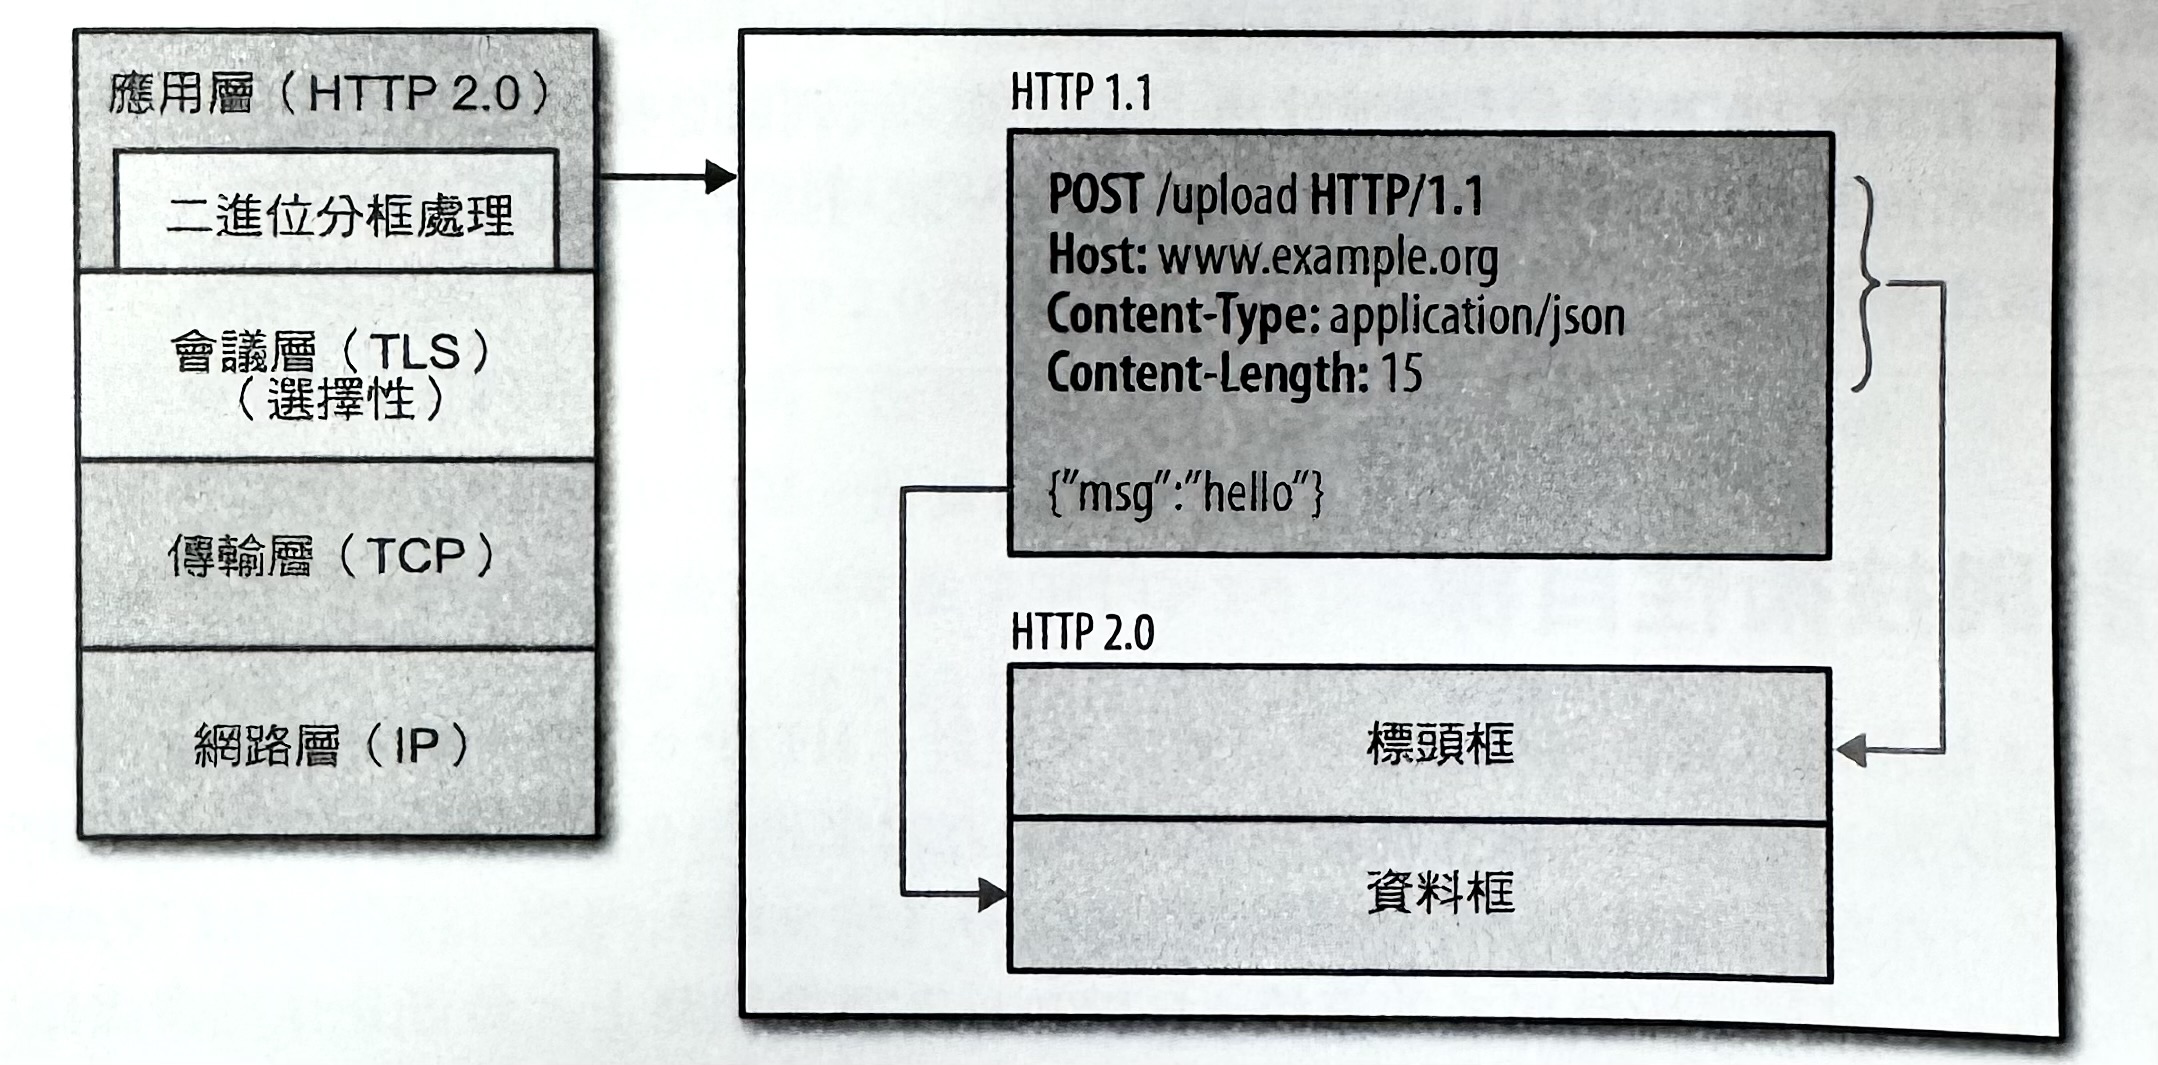 應用層（HTTP 2.0）
二進位分框處理
會議層（TLS）
（選擇性）
傳輸層（TCP）
網路層（IP）
HTTP 1.1
POST /upload HTTP/1.1
Host: www.example.org
Content-Type: application/json
Content-Length: 15
{"msg":"hello"}
HTTP 2.0
標頭框
資料框